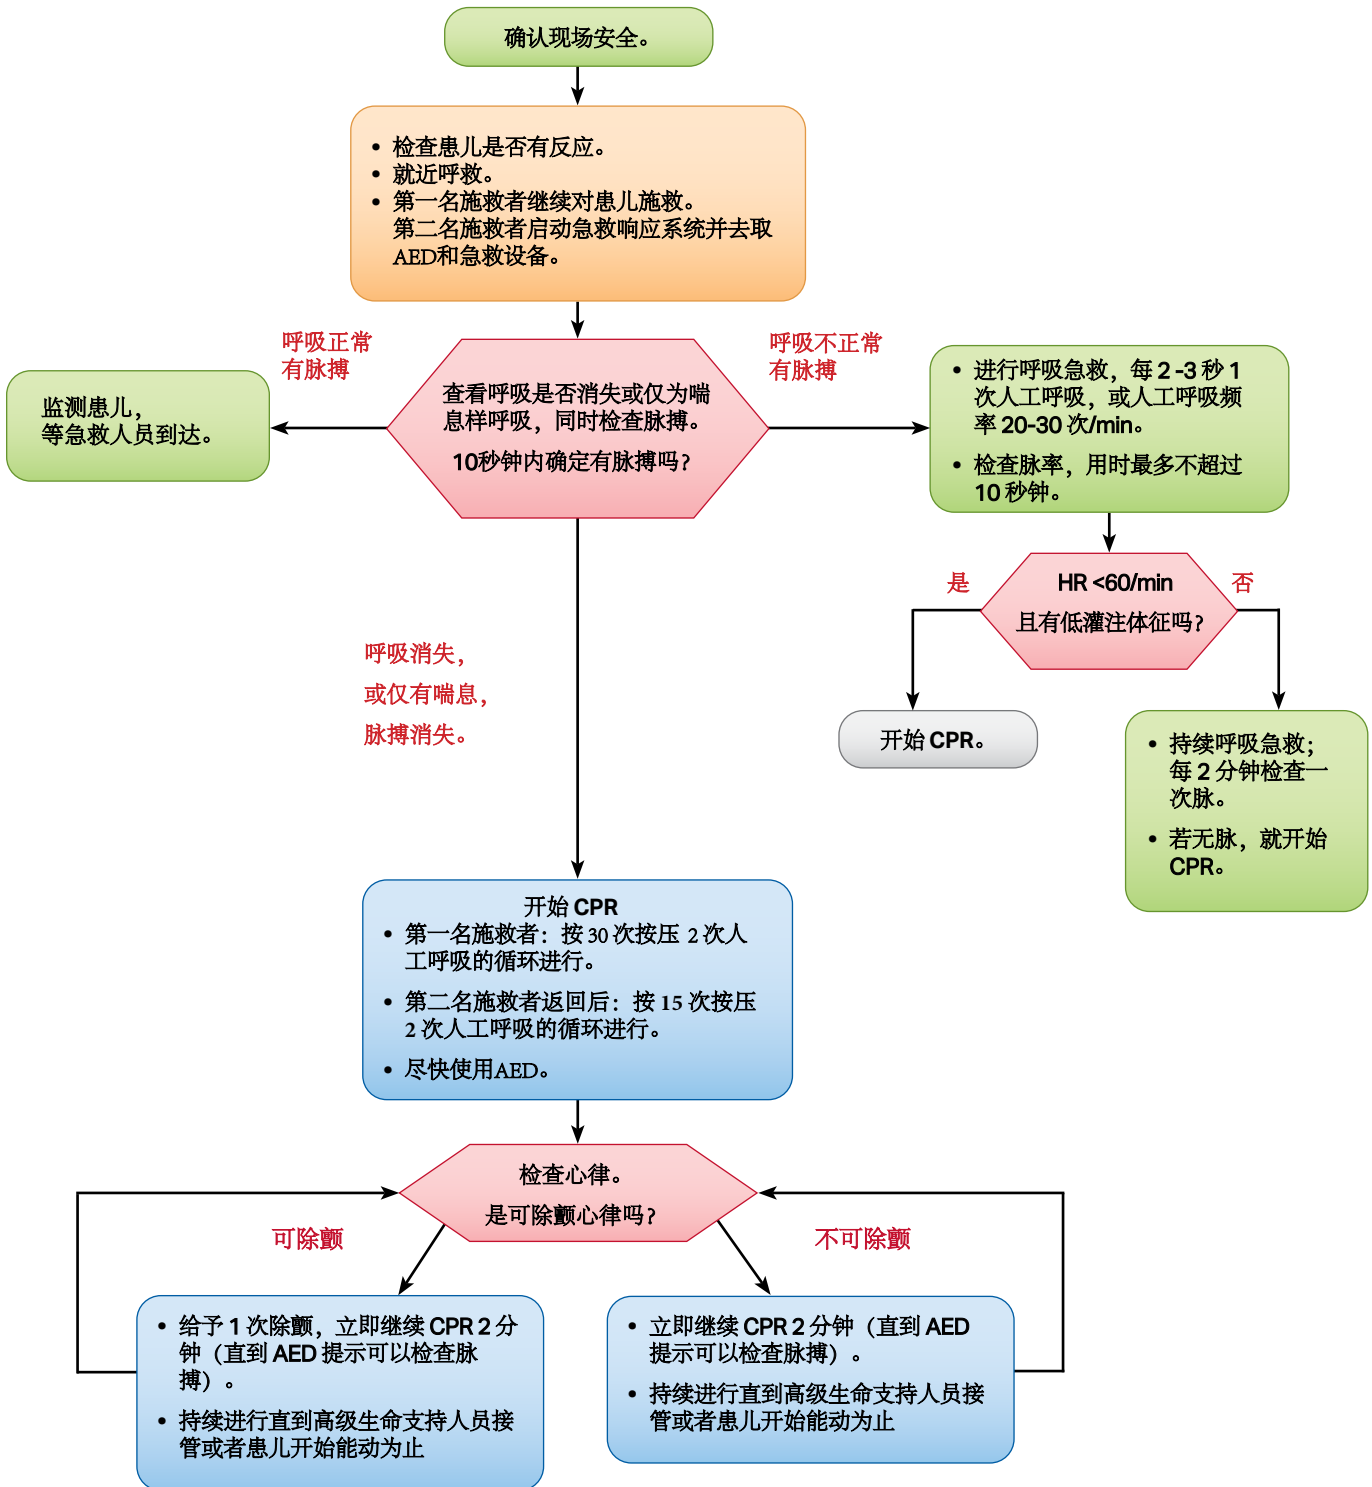 确认现场安全。
• 检查患儿是否有反应。
• 就近呼救。
• 第一名施救者继续对患儿施救。
第二名施救者启动急救响应系统并去取
AED和急救设备。
呼吸正常
有脉搏
呼吸不正常
有脉搏
查看呼吸是否消失或仅为喘
息样呼吸，同时检查脉搏。
10秒钟内确定有脉搏吗？
监测患儿，
等急救人员到达。
• 进行呼吸急救，每 2 -3 秒 1
次人工呼吸，或人工呼吸频
率 20-30 次/min。
• 检查脉率，用时最多不超过
10 秒钟。
HR <60/min
且有低灌注体征吗？
是
否
开始 CPR。
• 持续呼吸急救；
每 2 分钟检查一
次脉。
• 若无脉，就开始
CPR。
呼吸消失，
或仅有喘息，
脉搏消失。
开始 CPR
• 第一名施救者：按 30 次按压 2 次人
工呼吸的循环进行。
• 第二名施救者返回后：按 15 次按压
2 次人工呼吸的循环进行。
• 尽快使用AED。
检查心律。
是可除颤心律吗？
可除颤
不可除颤
• 给予 1 次除颤，立即继续 CPR 2 分
钟（直到 AED 提示可以检查脉
搏）。
• 持续进行直到高级生命支持人员接
管或者患儿开始能动为止
• 立即继续 CPR 2 分钟（直到 AED
提示可以检查脉搏）。
• 持续进行直到高级生命支持人员接
管或者患儿开始能动为止